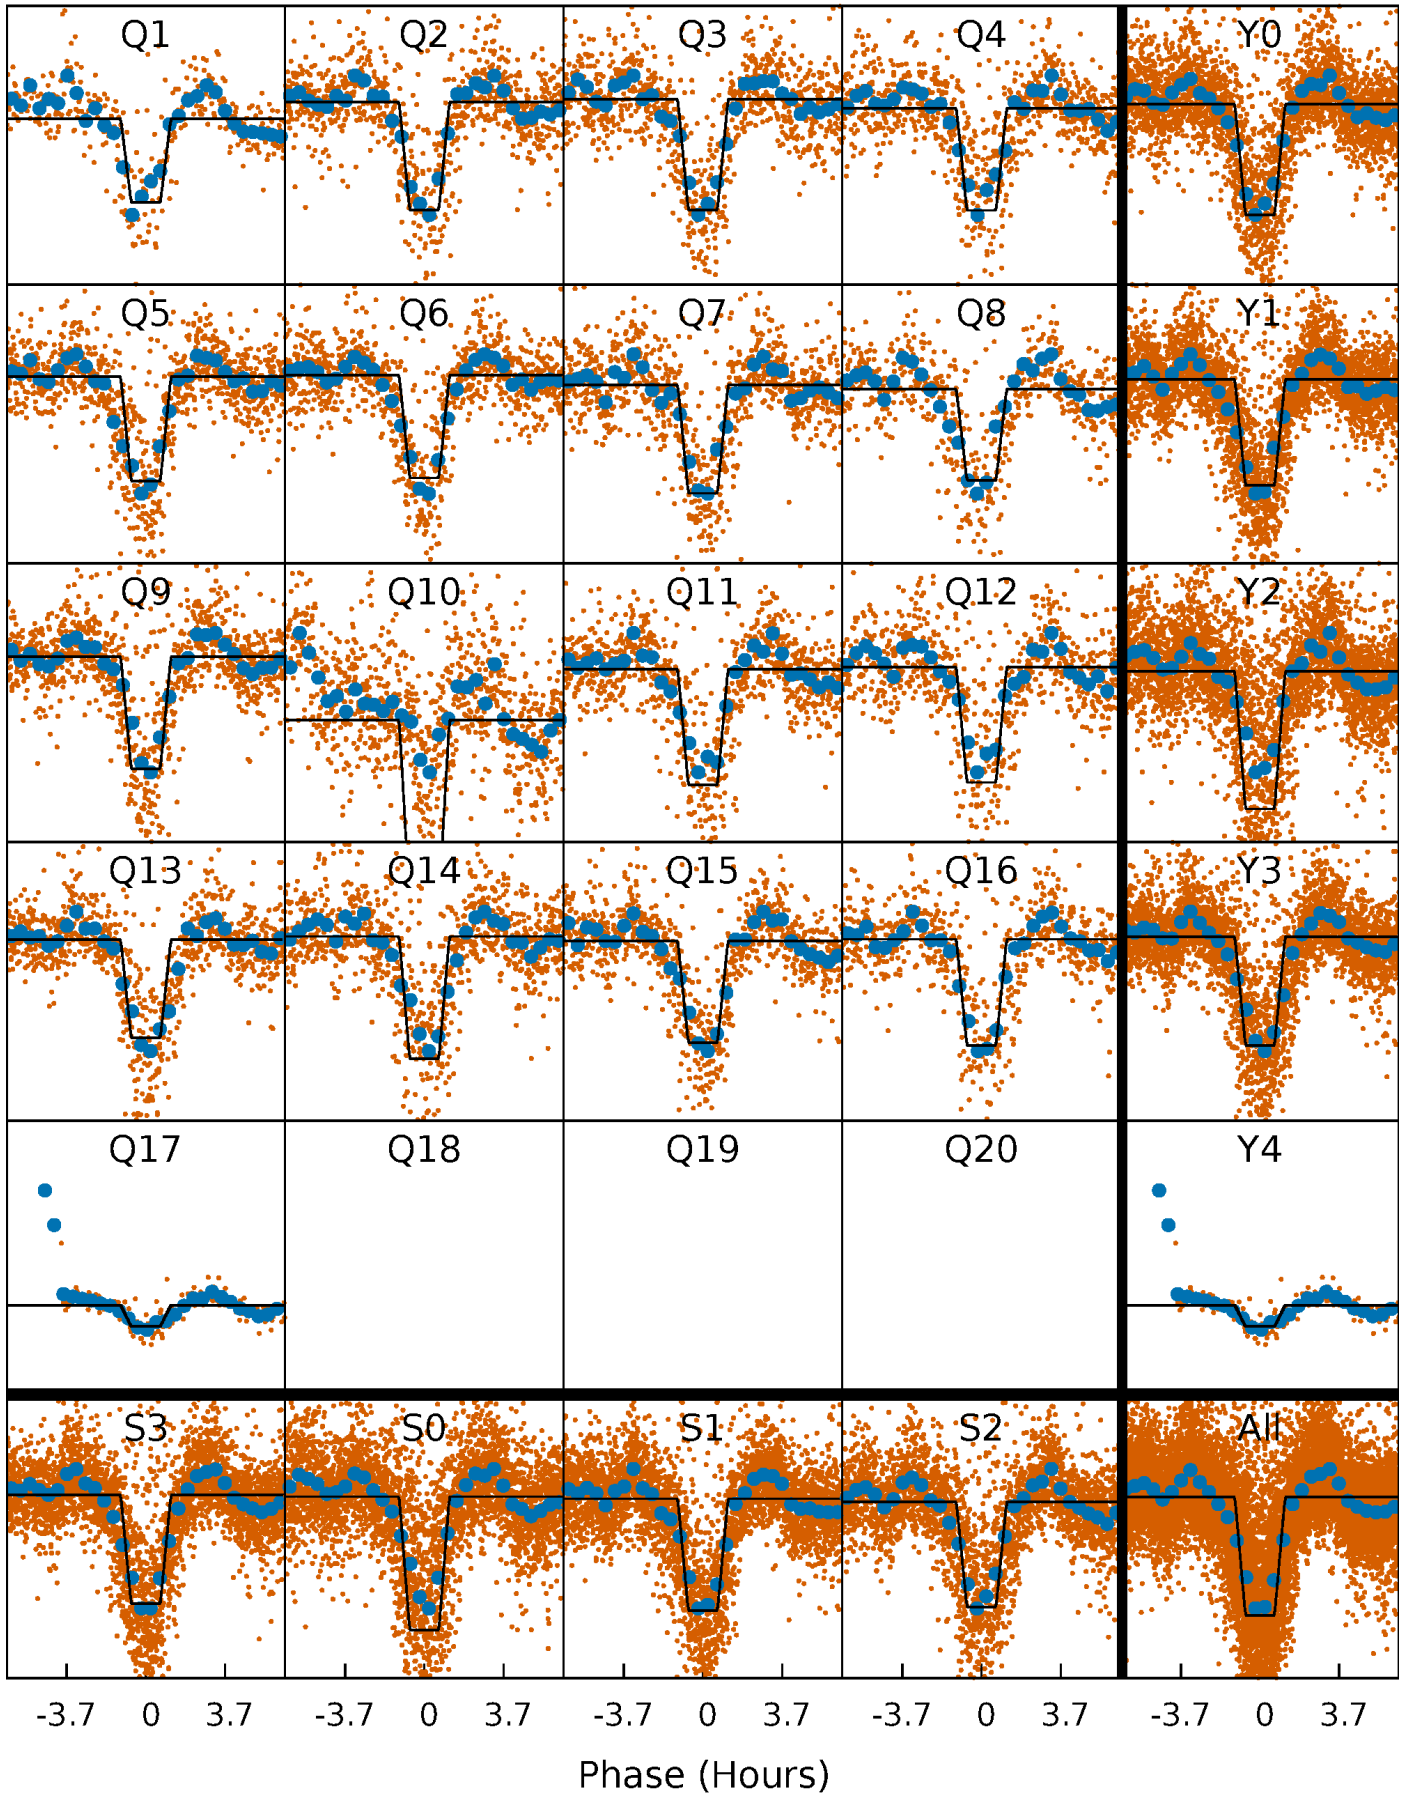 Q1 Q2 Q3 Q4 Y0
Q5 Q6 Q7 Q8 Y1
Q9 Q10 Q11 Q12 Y2
Q13 Q14 Q15 Q16 Y3
Q17 Q18 Q19 Q20 Y4
S3 S0 S1 S2 All
-3.7 0 3.7 -3.7 0 3.7 -3.7 0 3.7 -3.7 0 3.7 -3.7 0 3.7
Phase (Hours)